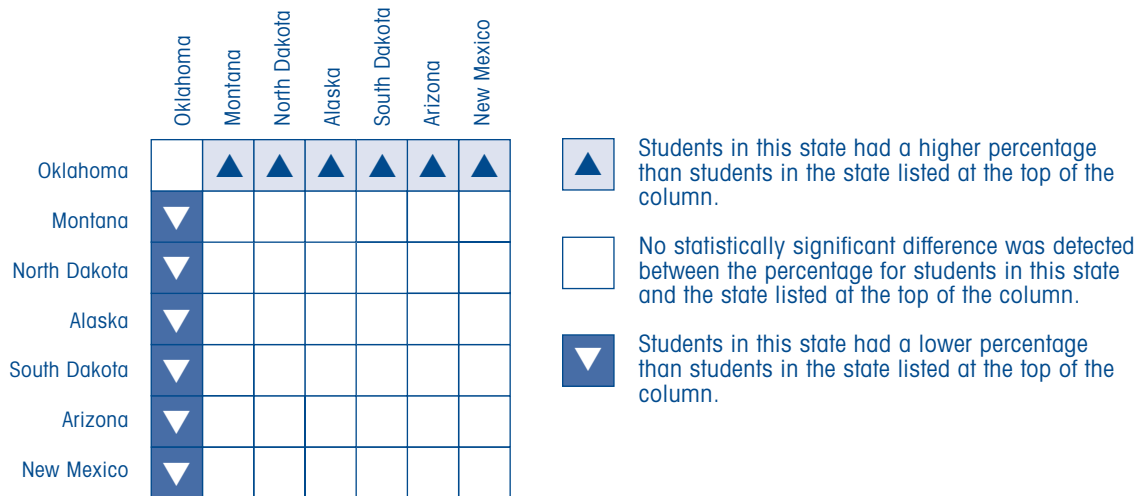 Oklahoma
Montana
North Dakota
Alaska
South Dakota
Arizona
New Mexico
Oklahoma
Montana
North Dakota
Alaska
South Dakota
Arizona
New Mexico
Students in this state had a higher percentage
than students in the state listed at the top of the
column.
No statistically significant difference was detected
between the percentage for students in this state
and the state listed at the top of the column.
Students in this state had a lower percentage
than students in the state listed at the top of the
column.